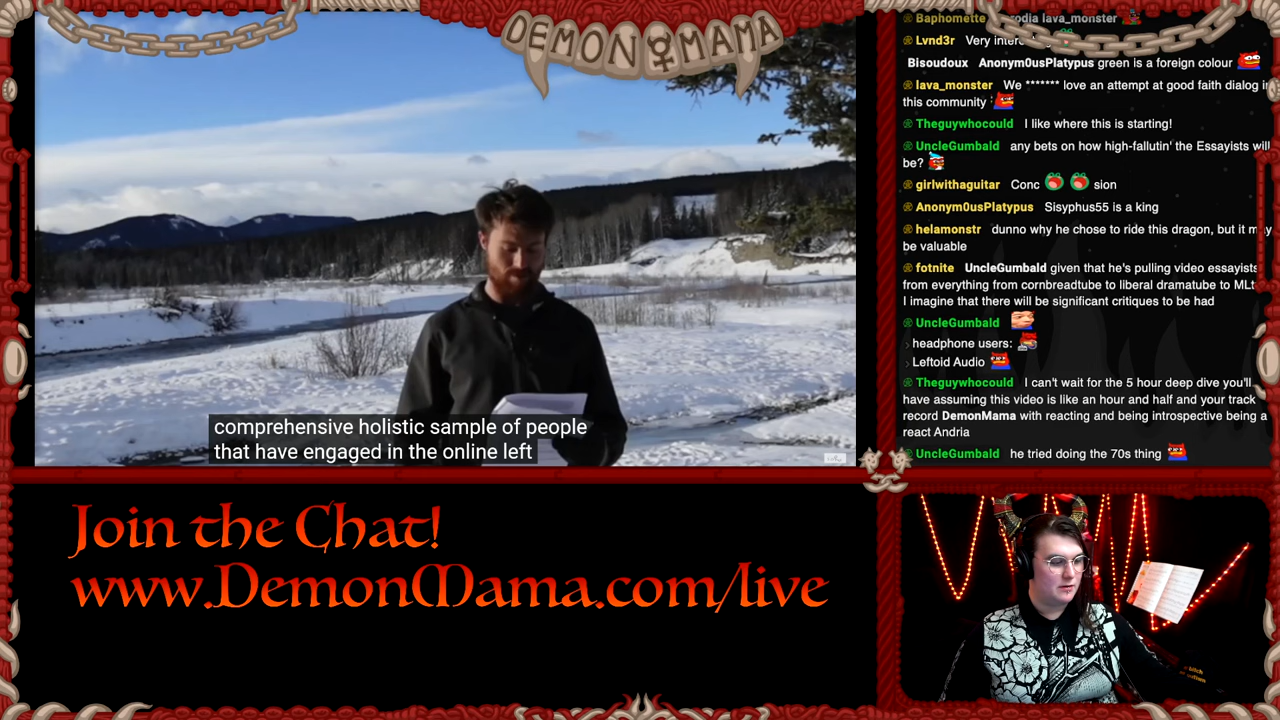 DEMON MAMA
comprehensive holistic sample of people
that have engaged in the online left
Join the Chat!
www.DemonMama.com/live
Baphomette rodia lava_monster
Lvnd3r Very
Bisoudoux Anonym0usPlatypus green is a foreign colour
lava_monster We ******* love an attempt at good faith dialog in
this community
Theguywhocould I like where this is starting!
UncleGumbald any bets on how high-fallutin' the Essayists will
be?
girlwithaguitar Conc sion
Anonym0usPlatypus Sisyphus55 is a king
helamonstr dunno why he chose to ride this dragon, but it may
be valuable
fotnite UncleGumbald given that he's pulling video essayists
from everything from cornbreadtube to liberal dramatube to MLt
I imagine that there will be significant critiques to be had
UncleGumbald
› headphone users:
› Leftoid Audio
Theguywhocould I can't wait for the 5 hour deep dive you'll
have assuming this video is like an hour and half and your track
record DemonMama with reacting and being introspective being a
react Andria
UncleGumbald he tried doing the 70s thing